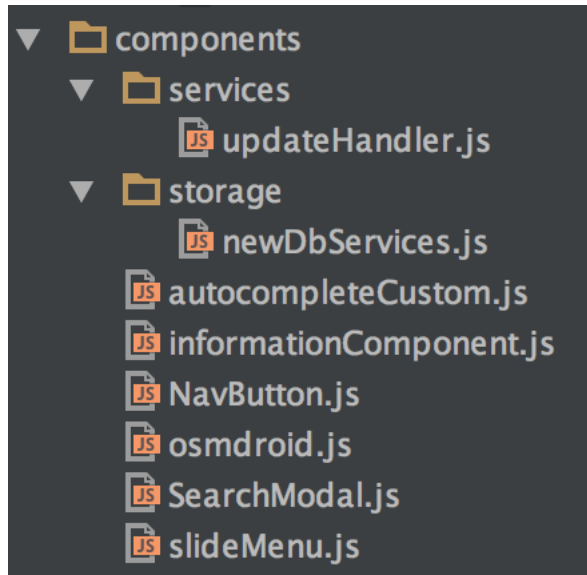 components
services
JS updateHandler.js
storage
JS newDbServices.js
JS autocompleteCustom.js
JS informationComponent.js
JS NavButton.js
JS osmdroid.js
JS SearchModal.js
JS slideMenu.js